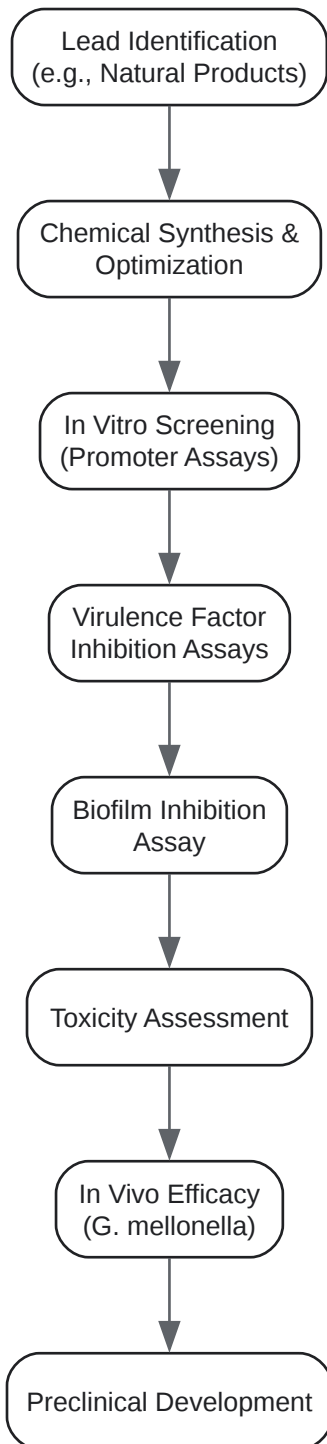 Lead Identification
(e.g., Natural Products)
Chemical Synthesis &
Optimization
In Vitro Screening
(Promoter Assays)
Virulence Factor
Inhibition Assays
Biofilm Inhibition
Assay
Toxicity Assessment
In Vivo Efficacy
(G. mellonella)
Preclinical Development